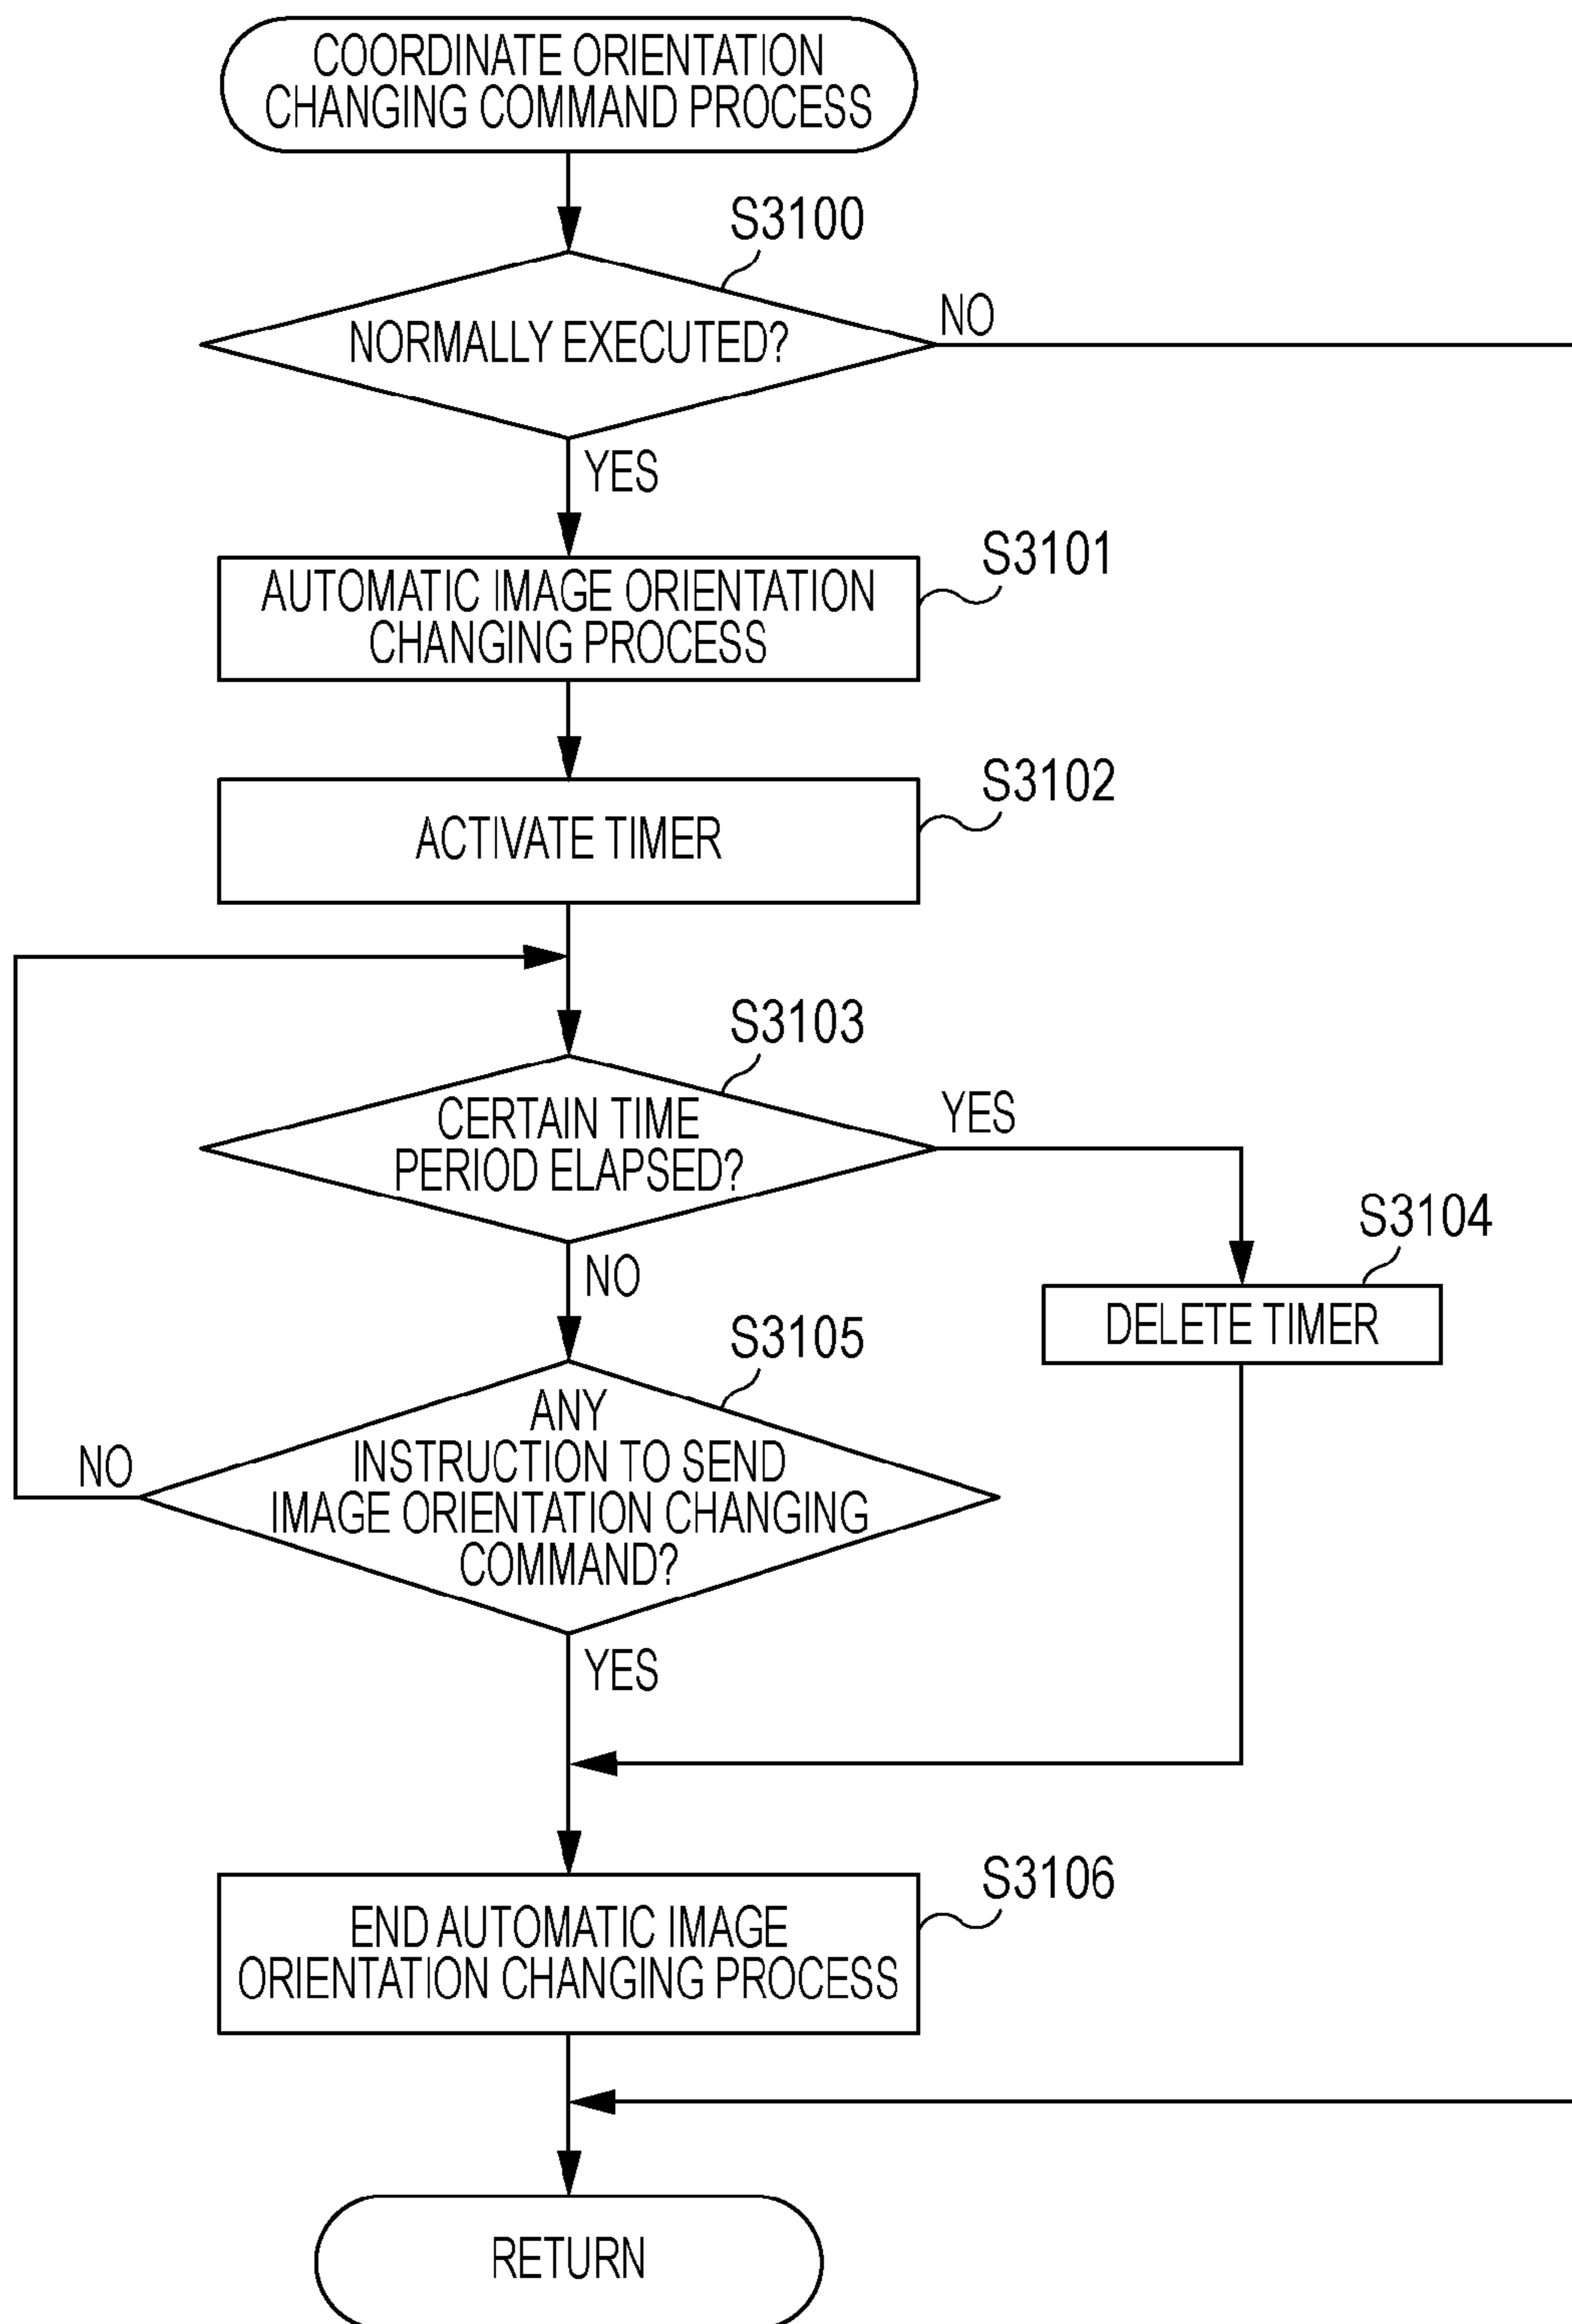 COORDINATE ORIENTATION
CHANGING COMMAND PROCESS
S3100
NORMALLY EXECUTED?
NO
YES
S3101
AUTOMATIC IMAGE ORIENTATION
CHANGING PROCESS
S3102
ACTIVATE TIMER
S3103
CERTAIN TIME
PERIOD ELAPSED?
YES
NO
S3104
DELETE TIMER
S3105
ANY
INSTRUCTION TO SEND
IMAGE ORIENTATION CHANGING
COMMAND?
NO
YES
S3106
END AUTOMATIC IMAGE
ORIENTATION CHANGING PROCESS
RETURN